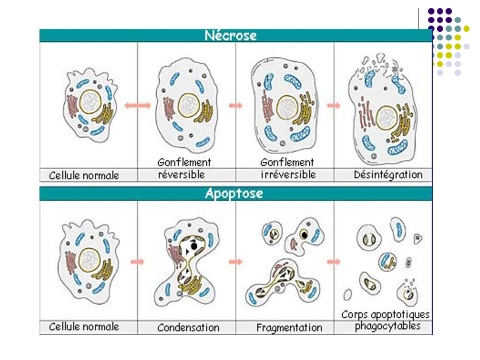 Nécrose
Cellule normale
Gonflement
réversible
Gonflement
irréversible
Désintégration
Apoptose
Cellule normale
Condensation
Fragmentation
Corps apoptotiques
phagocytables